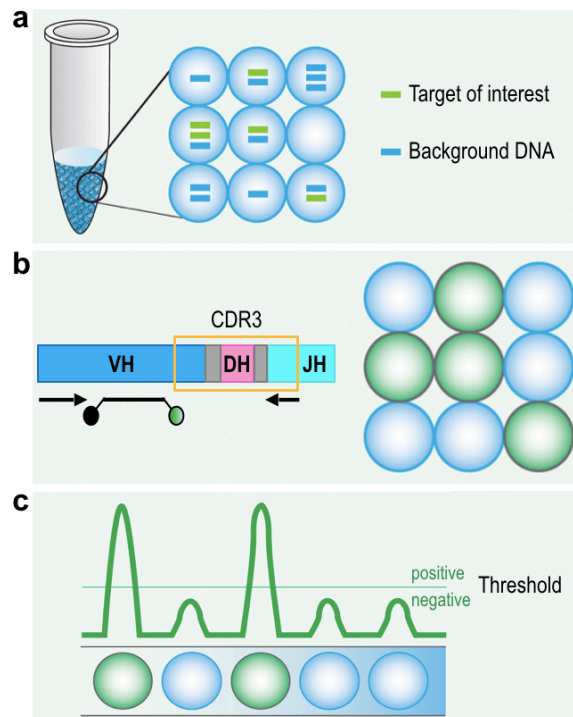 a
Target of interest
Background DNA
b
CDR3
VH
DH
JH
c
positive
negative
Threshold